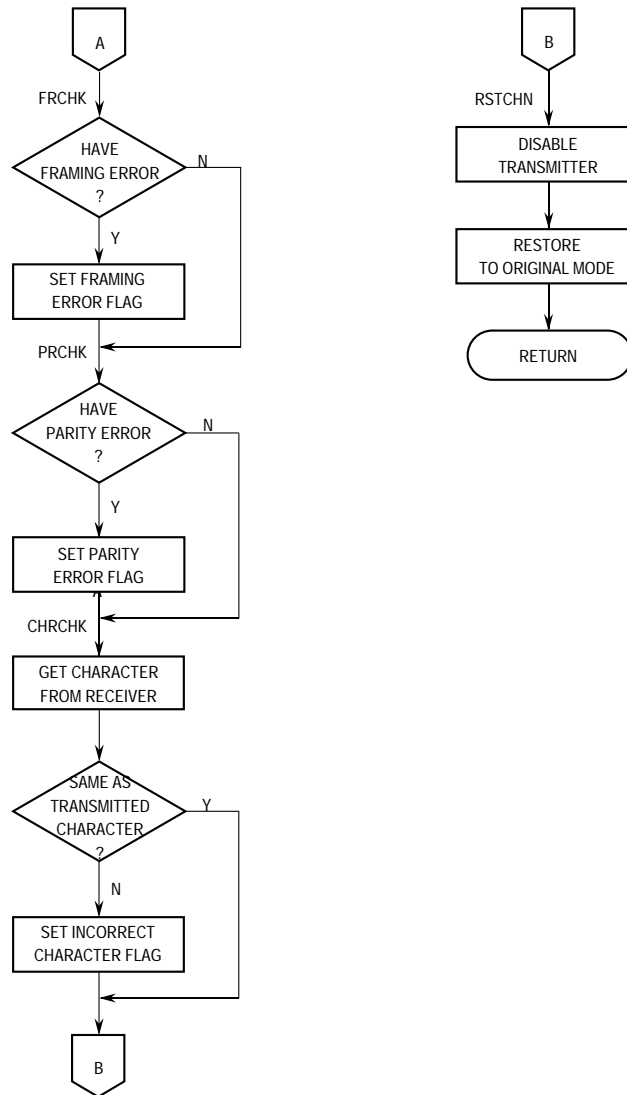 A
FRCHK
HAVE
FRAMING ERROR
?
N
Y
SET FRAMING
ERROR FLAG
PRCHK
HAVE
PARITY ERROR
?
N
Y
SET PARITY
ERROR FLAG
CHRCHK
GET CHARACTER
FROM RECEIVER
SAME AS
TRANSMITTED
CHARACTER
?
Y
N
SET INCORRECT
CHARACTER FLAG
B
B
RSTCHN
DISABLE
TRANSMITTER
RESTORE
TO ORIGINAL MODE
RETURN